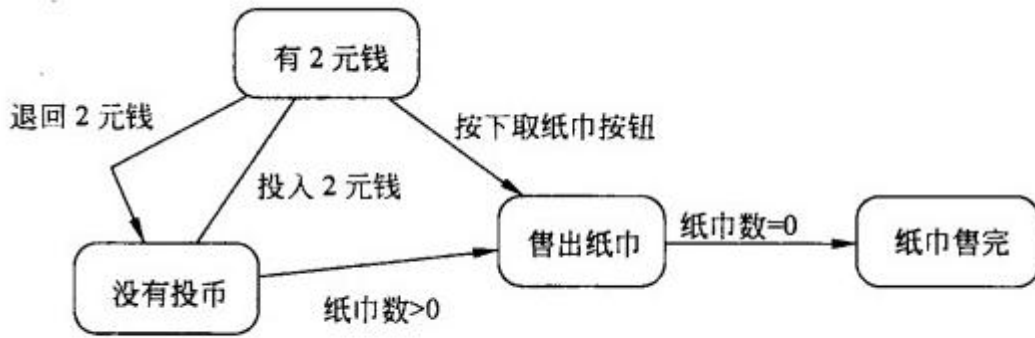 有 2 元钱
退回 2 元钱
按下取纸巾按钮
投入 2 元钱
售出纸巾
纸巾数=0
纸巾售完
没有投币
纸巾数>0